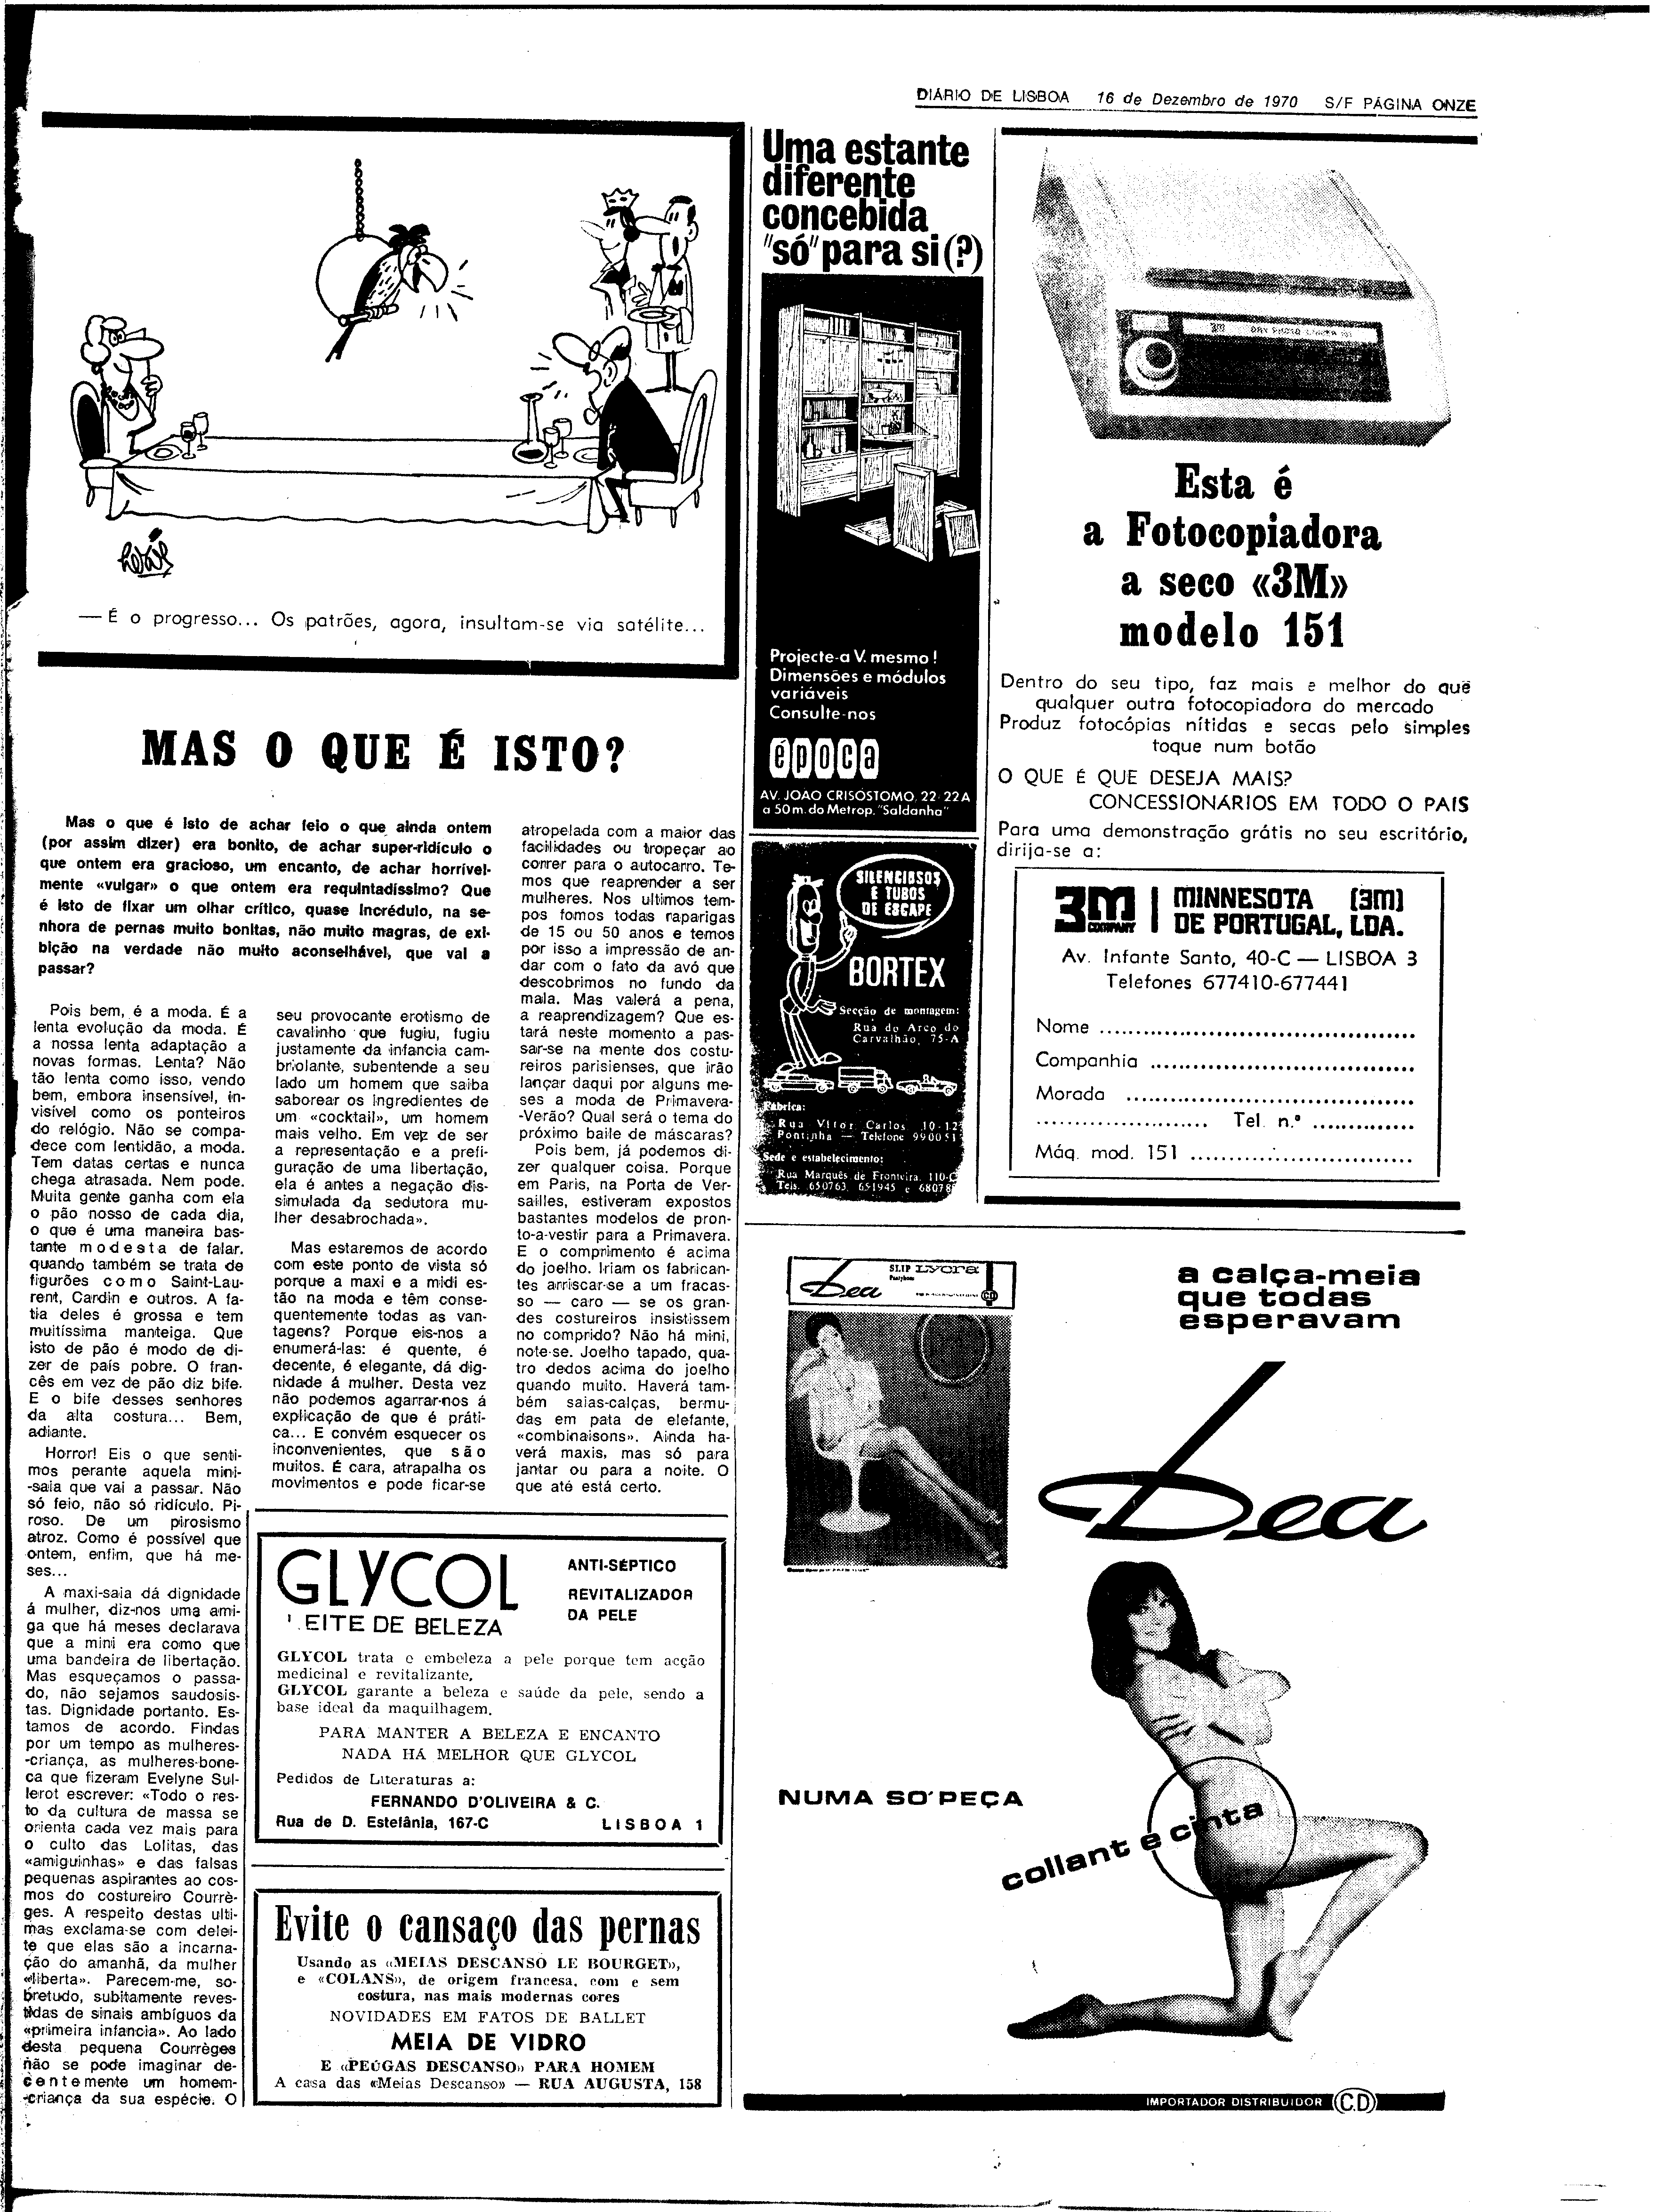 DIÁRIO DE LISBOA 16 de Dezembro de 1970 S/F PÁGINA ONZE
— É o progresso... Os patrões, agora, insultam-se via satélite...
MAS O QUE É ISTO?
Mas o que é isto de achar feio o que ainda ontem
(por assim dizer) era bonito, de achar super-ridículo o
que ontem era gracioso, um encanto, de achar horrível-
mente «vulgar» o que ontem era requintadíssimo? Que
é isto de fixar um olhar crítico, quase incrédulo, na se-
nhora de pernas muito bonitas, não muito magras, de exi-
bição na verdade não muito aconselhável, que vai a
passar?
Pois bem, é a moda. É a
lenta evolução da moda. É
a nossa lenta adaptação a
novas formas. Lenta? Não
tão lenta como isso, vendo
bem, embora insensível, in-
visível como os ponteiros
do relógio. Não se compa-
dece com lentidão, a moda.
Tem datas certas e nunca
chega atrasada. Nem pode.
Muita gente ganha com ela
o pão nosso de cada dia,
o que é uma maneira bas-
tante modesta de falar,
quando também se trata de
figurões como Saint-Lau-
rent, Cardin e outros. A fa-
tia deles é grossa e tem
muitíssima manteiga. Que
isto de pão é modo de di-
zer de país pobre. O fran-
cês em vez de pão diz bife.
E o bife desses senhores
da alta costura... Bem,
adiante.
Horror! Eis o que senti-
mos perante aquela mini-
-saia que vai a passar. Não
só feio, não só ridículo. Pi-
roso. De um pirosismo
atroz. Como é possível que
ontem, enfim, que há me-
ses...
A maxi-saia dá dignidade
á mulher, diz-nos uma ami-
ga que há meses declarava
que a mini era como que
uma bandeira de libertação.
Mas esqueçamos o passa-
do, não sejamos saudosis-
tas. Dignidade portanto. Es-
tamos de acordo. Findas
por um tempo as mulheres-
-criança, as mulheres-bone-
ca que fizeram Evelyne Sul-
lerot escrever: «Todo o res-
to da cultura de massa se
orienta cada vez mais para
o culto das Lolitas, das
«amiguinhas» e das falsas
pequenas aspirantes ao cos-
mos do costureiro Courrè-
ges. A respeito destas ulti-
mas exclama-se com delei-
te que elas são a incarna-
ção do amanhã, da mulher
«liberta». Parecem-me, so-
bretudo, subitamente reves-
tidas de sinais ambíguos da
«primeira infancia». Ao lado
desta pequena Courrèges
não se pode imaginar de-
centemente um homem-
-criança da sua espécie. O
seu provocante erotismo de
cavalinho que fugiu, fugiu
justamente da infancia cam-
briolante, subentende a seu
lado um homem que saiba
saborear os ingredientes de
um «cocktail», um homem
mais velho. Em vez de ser
a representação e a prefi-
guração de uma libertação,
ela é antes a negação dis-
simulada da sedutora mu-
lher desabrochada».
Mas estaremos de acordo
com este ponto de vista só
porque a maxi e a midi es-
tão na moda e têm conse-
quentemente todas as van-
tagens? Porque eis-nos a
enumerá-las: é quente, é
decente, é elegante, dá dig-
nidade á mulher. Desta vez
não podemos agarrar-nos á
explicação de que é práti-
ca... E convém esquecer os
inconvenientes, que são
muitos. É cara, atrapalha os
movimentos e pode ficar-se
atropelada com a maior das
facilidades ou tropeçar ao
correr para o autocarro. Te-
mos que reaprender a ser
mulheres. Nos ultimos tem-
pos fomos todas raparigas
de 15 ou 50 anos e temos
por isso a impressão de an-
dar com o fato da avó que
descobrimos no fundo da
mala. Mas valerá a pena,
a reaprendizagem? Que es-
tará neste momento a pas-
sar-se na mente dos costu-
reiros parisienses, que irão
lançar daqui por alguns me-
ses a moda de Primavera-
-Verão? Qual será o tema do
próximo baile de máscaras?
Pois bem, já podemos di-
zer qualquer coisa. Porque
em Paris, na Porta de Ver-
sailles, estiveram expostos
bastantes modelos de pron-
to-a-vestir para a Primavera.
E o comprimento é acima
do joelho. Iriam os fabrican-
tes arriscar-se a um fracas-
so — caro — se os gran-
des costureiros insistissem
no comprido? Não há mini,
note-se. Joelho tapado, qua-
tro dedos acima do joelho
quando muito. Haverá tam-
bém saias-calças, bermu-
das em pata de elefante,
«combinaisons». Ainda ha-
verá maxis, mas só para
jantar ou para a noite. O
que até está certo.
GLYCOL
EITE DE BELEZA
ANTI-SÉPTICO
REVITALIZADOR
DA PELE
GLYCOL trata e embeleza a pele porque tem acção
medicinal e revitalizante.
GLYCOL garante a beleza e saúde da pele, sendo a
base ideal da maquilhagem.
PARA MANTER A BELEZA E ENCANTO
NADA HÁ MELHOR QUE GLYCOL
Pedidos de Literaturas a:
FERNANDO D'OLIVEIRA & C.
Rua de D. Estefânia, 167-C LISBOA 1
Evite o cansaço das pernas
Usando as «MEIAS DESCANSO LE BOURGET»,
e «COLANS», de origem francesa, com e sem
costura, nas mais modernas cores
NOVIDADES EM FATOS DE BALLET
MEIA DE VIDRO
E «PEÚGAS DESCANSO» PARA HOMEM
A casa das «Meias Descanso» — RUA AUGUSTA, 158
Uma estante
diferente
concebida
"só" para si (?)
Projecte-a V. mesmo!
Dimensões e módulos
variáveis
Consulte-nos
época
AV. JOAO CRISÓSTOMO, 22-22A
a 50m. do Metrop. "Saldanha"
SILENCIOSOS
E TUBOS
DE ESCAPE
BORTEX
Secção de montagem:
Rua do Arco do
Carvalhão, 75-A
Fábrica:
Rua Vitor Carlos 10-12
Pontinha — Telefone 990051
Sede e estabelecimento:
Rua Marquês de Fronteira, 110-C
Tels. 650763, 651945 e 68078
Esta é
a Fotocopiadora
a seco «3M»
modelo 151
Dentro do seu tipo, faz mais e melhor do que
qualquer outra fotocopiadora do mercado
Produz fotocópias nítidas e secas pelo simples
toque num botão
O QUE É QUE DESEJA MAIS?
CONCESSIONÁRIOS EM TODO O PAIS
Para uma demonstração grátis no seu escritório,
dirija-se a:
3M COMPANY
MINNESOTA (3m)
DE PORTUGAL, LDA.
Av. Infante Santo, 40-C — LISBOA 3
Telefones 677410-677441
Nome ........................................
Companhia ........................................
Morada ........................................
........................ Tel. n.º ..............
Máq. mod. 151 ..............................
SLIP Lycra
Dea
a calça-meia
que todas
esperavam
Dea
NUMA SO' PEÇA
collant e cinta
IMPORTADOR DISTRIBUIDOR C.D